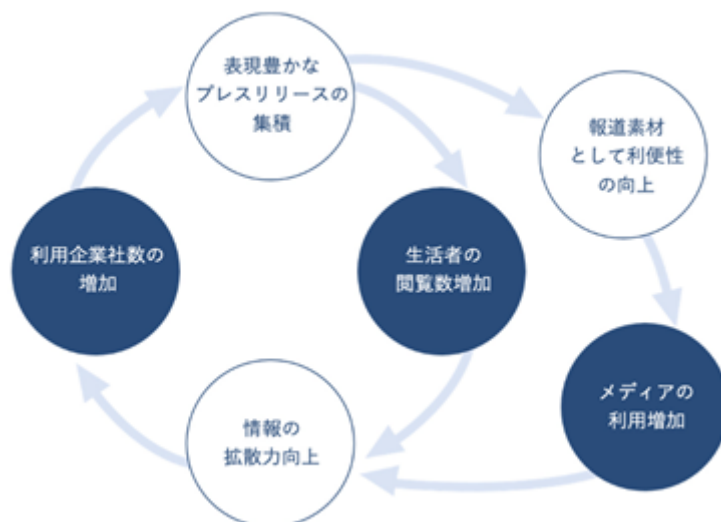 表現豊かな
プレスリリースの
集積
報道素材
として利便性
の向上
利用企業社数の
増加
生活者の
閲覧数増加
メディアの
利用増加
情報の
拡散力向上